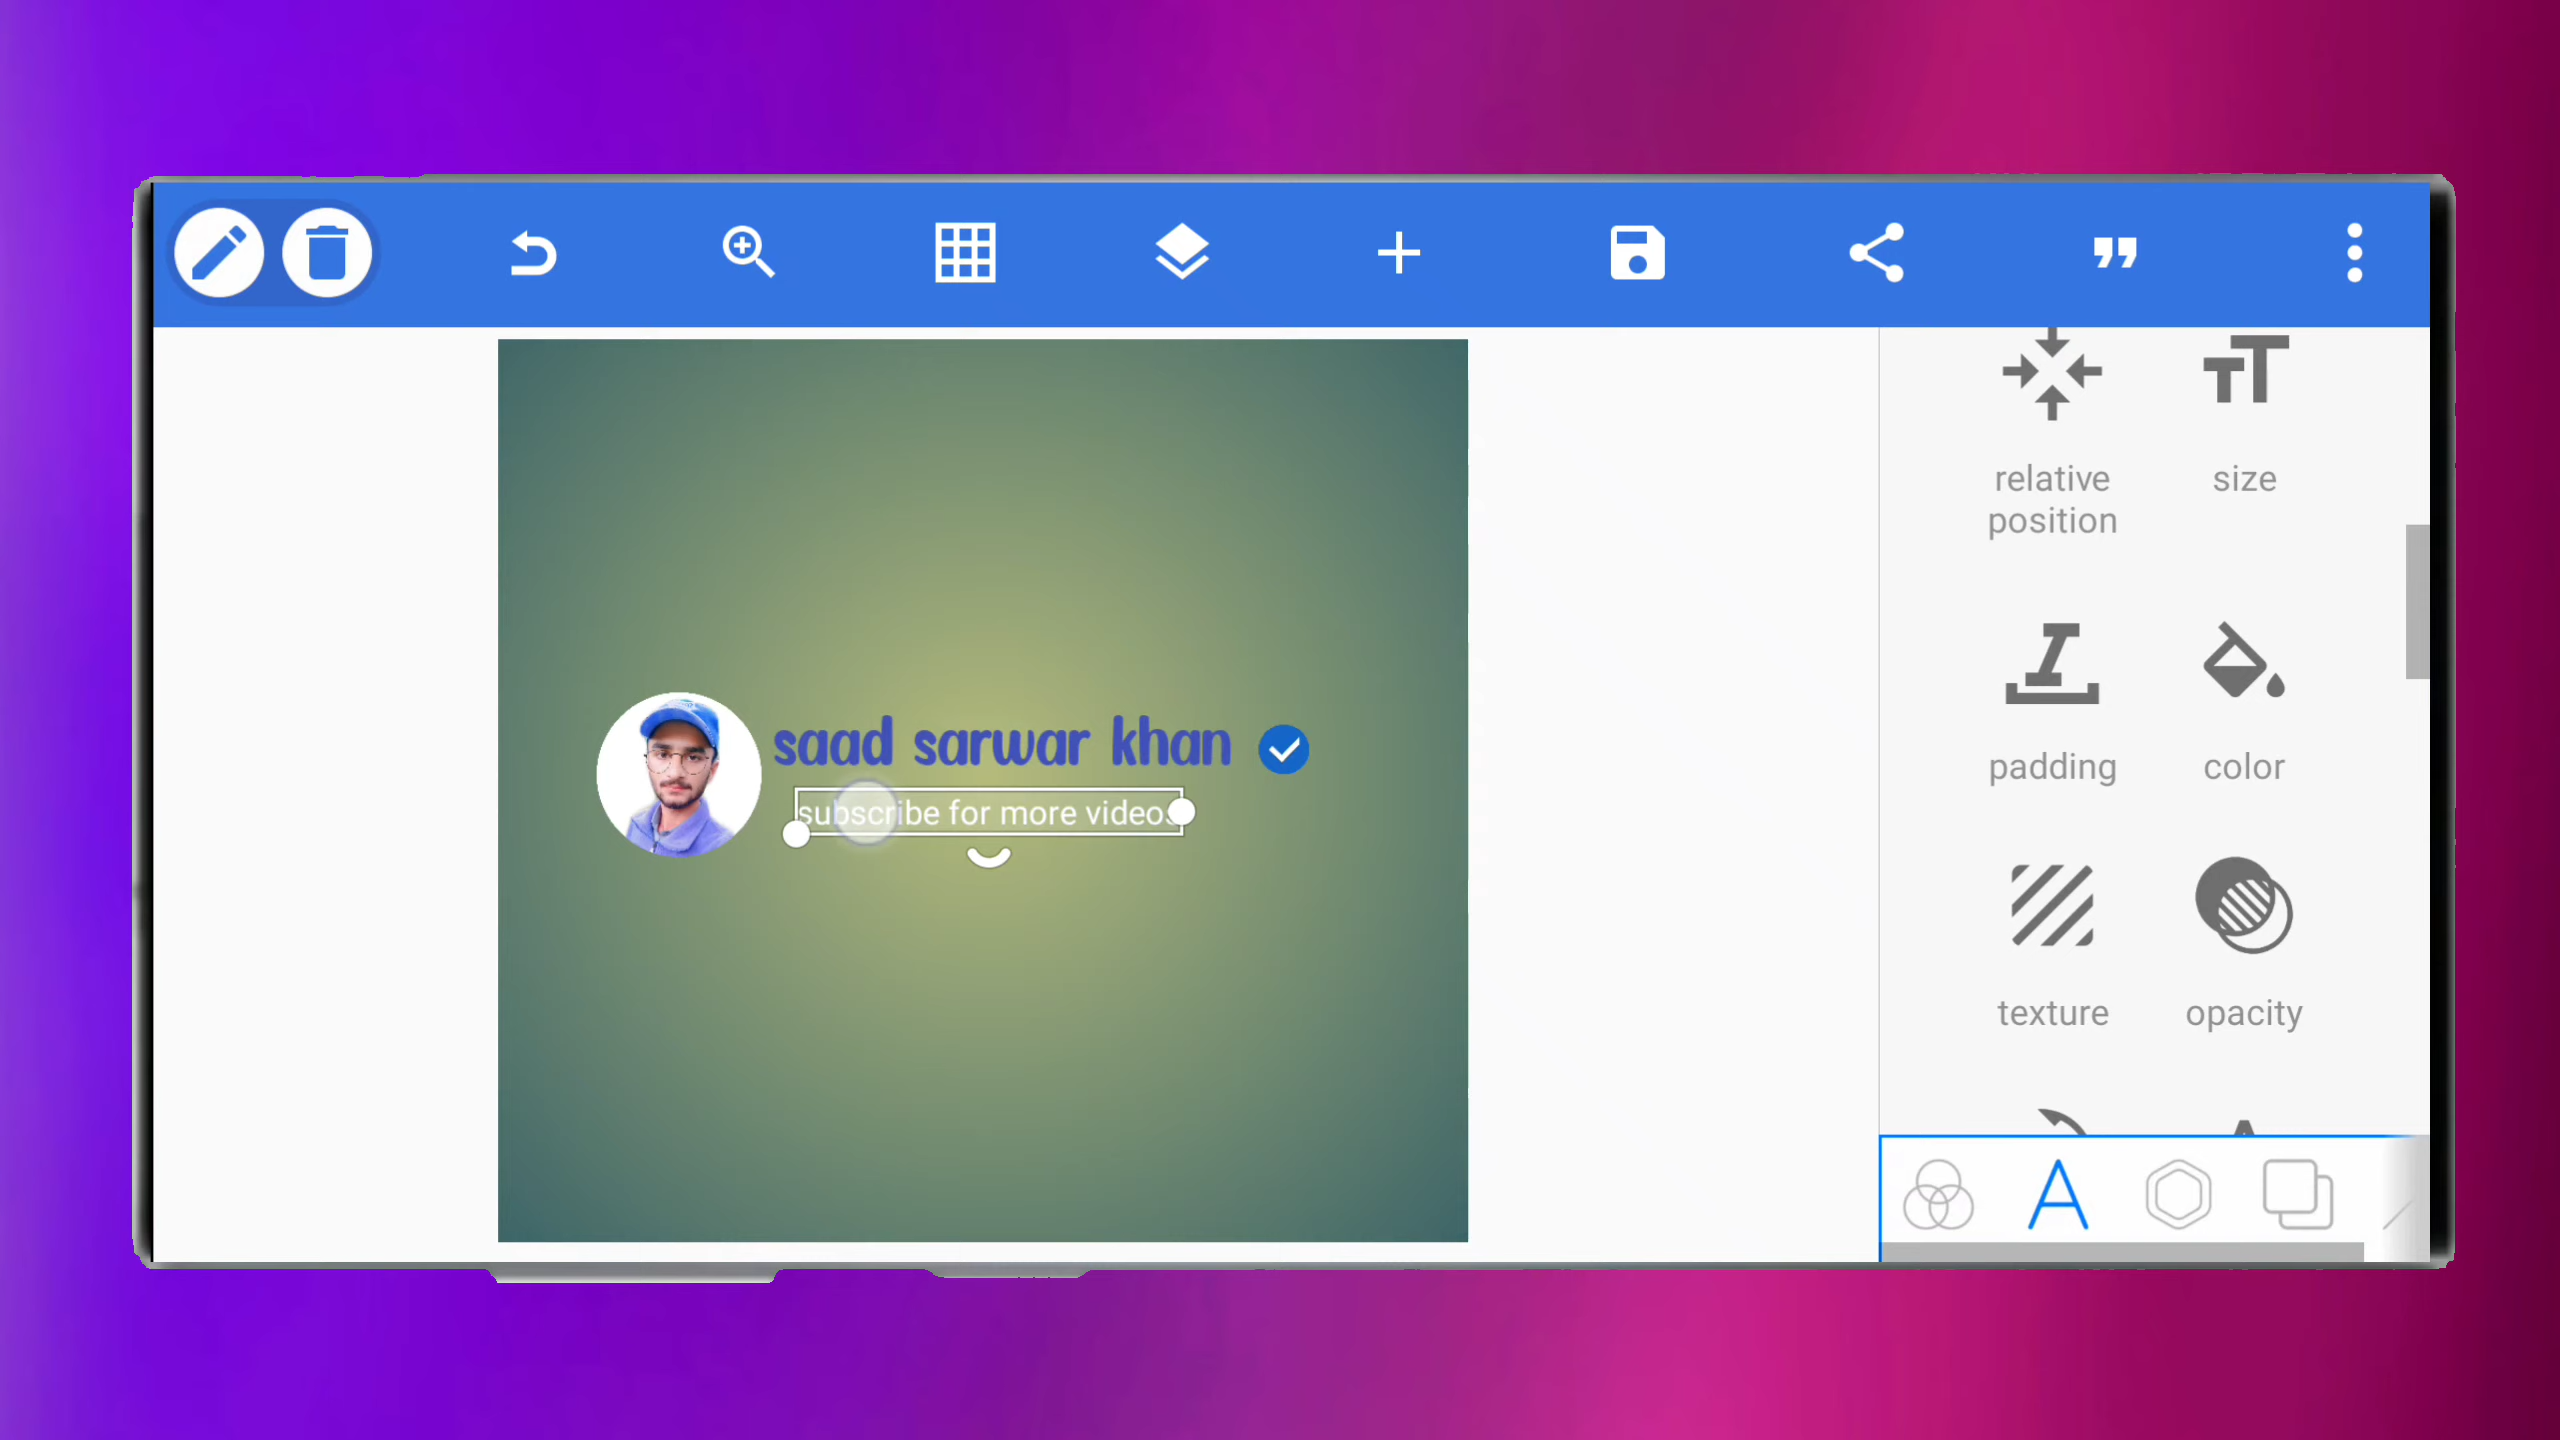 relative
position
size
saad sarwar khan
subscribe for more videos
padding
color
texture
opacity